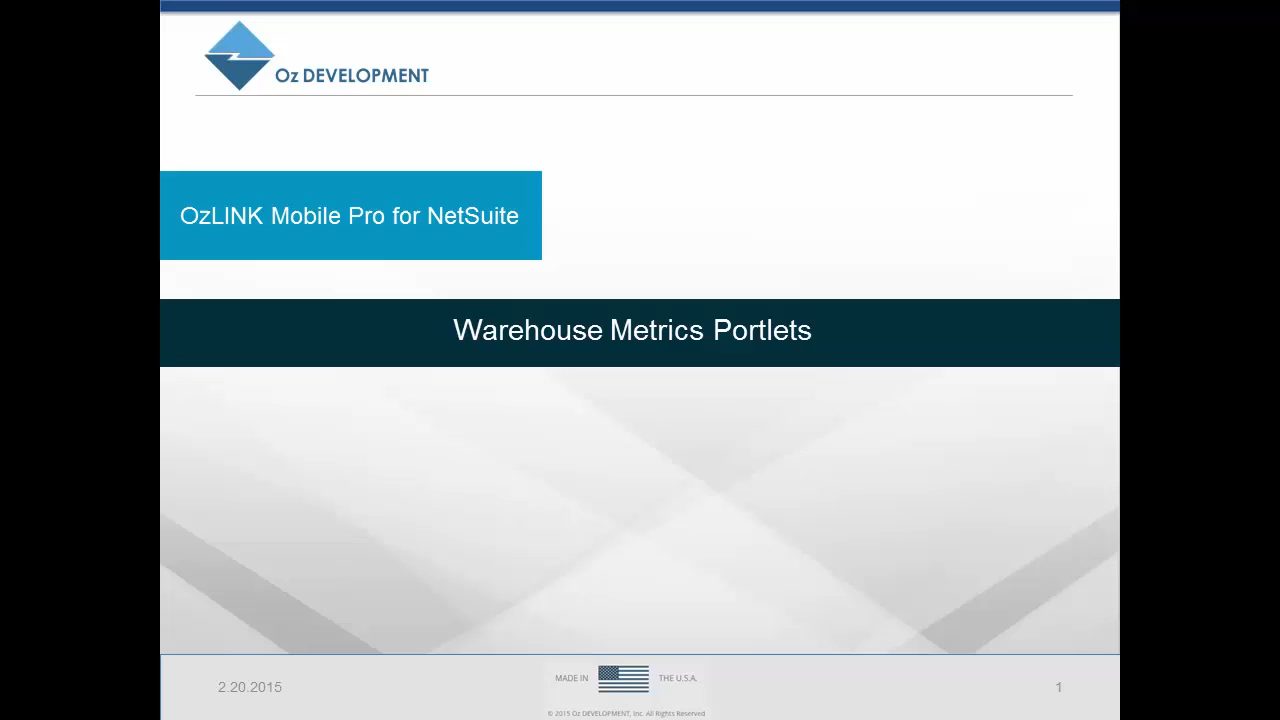 Oz DEVELOPMENT
OzLINK Mobile Pro for NetSuite
Warehouse Metrics Portlets
MADE IN THE U.S.A.
2.20.2015
1
© 2015 Oz DEVELOPMENT, Inc. All Rights Reserved